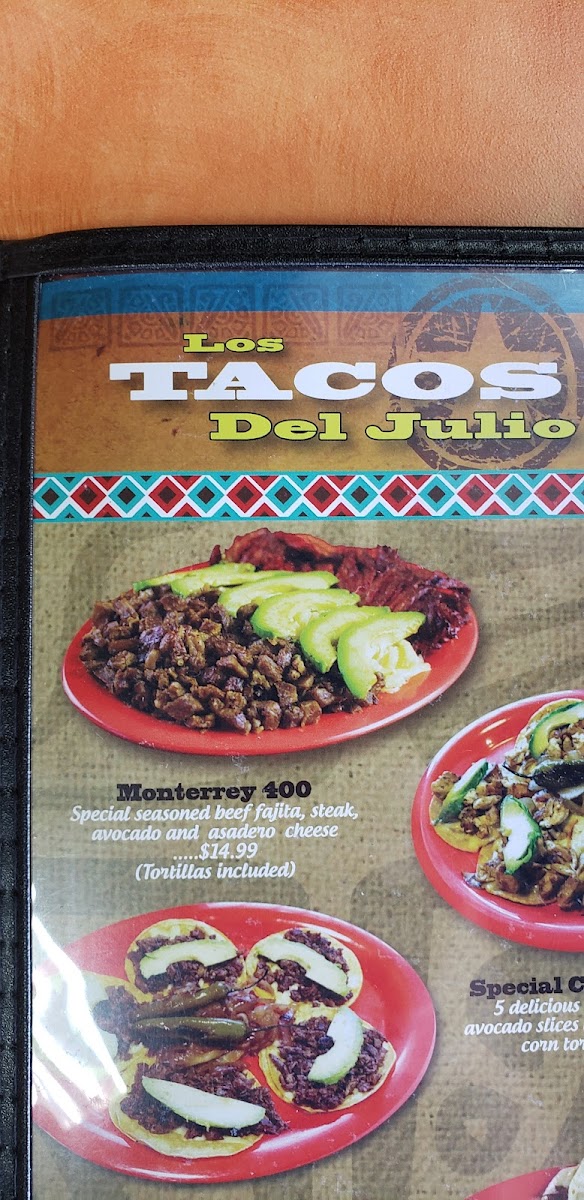 Los
TACOS
Del Julio
Monterrey 400
Special seasoned beef fajita, steak,
avocado and asadero cheese
.....$14.99
(Tortillas included)
Special C
5 delicious
avocado slices
corn tor